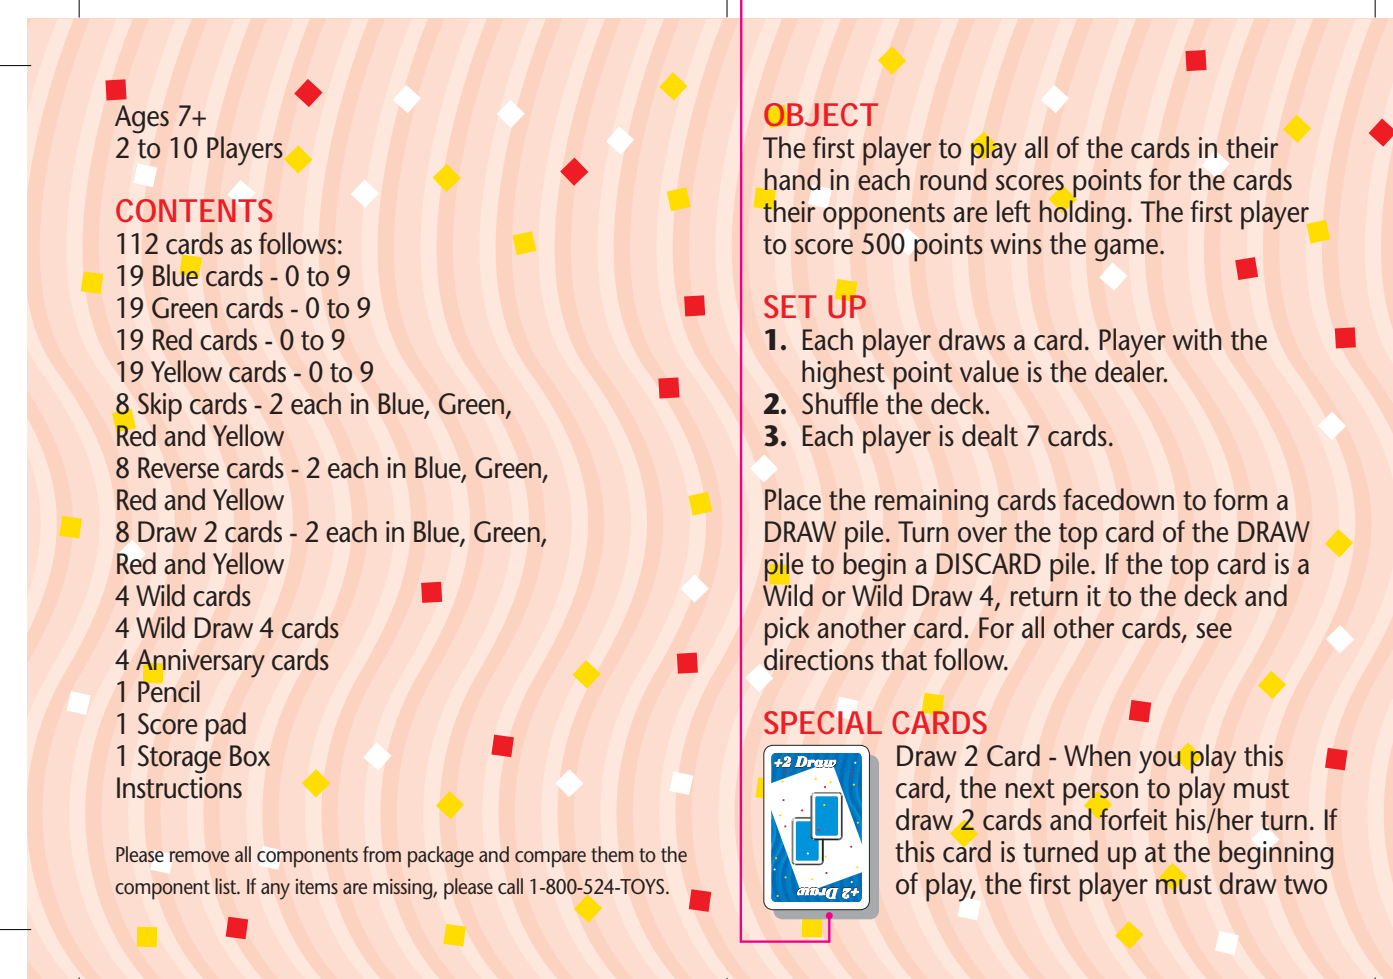 Ages 7+
2 to 10 Players
CONTENTS
112 cards as follows:
19 Blue cards - 0 to 9
19 Green cards - 0 to 9
19 Red cards - 0 to 9
19 Yellow cards - 0 to 9
8 Skip cards - 2 each in Blue, Green,
Red and Yellow
8 Reverse cards - 2 each in Blue, Green,
Red and Yellow
8 Draw 2 cards - 2 each in Blue, Green,
Red and Yellow
4 Wild cards
4 Wild Draw 4 cards
4 Anniversary cards
1 Pencil
1 Score pad
1 Storage Box
Instructions
Please remove all components from package and compare them to the
component list. If any items are missing, please call 1-800-524-TOYS.
OBJECT
The first player to play all of the cards in their
hand in each round scores points for the cards
their opponents are left holding. The first player
to score 500 points wins the game.
SET UP
1. Each player draws a card. Player with the
highest point value is the dealer.
2. Shuffle the deck.
3. Each player is dealt 7 cards.
Place the remaining cards facedown to form a
DRAW pile. Turn over the top card of the DRAW
pile to begin a DISCARD pile. If the top card is a
Wild or Wild Draw 4, return it to the deck and
pick another card. For all other cards, see
directions that follow.
SPECIAL CARDS
+2 Draw
+2 Draw
Draw 2 Card - When you play this
card, the next person to play must
draw 2 cards and forfeit his/her turn. If
this card is turned up at the beginning
of play, the first player must draw two